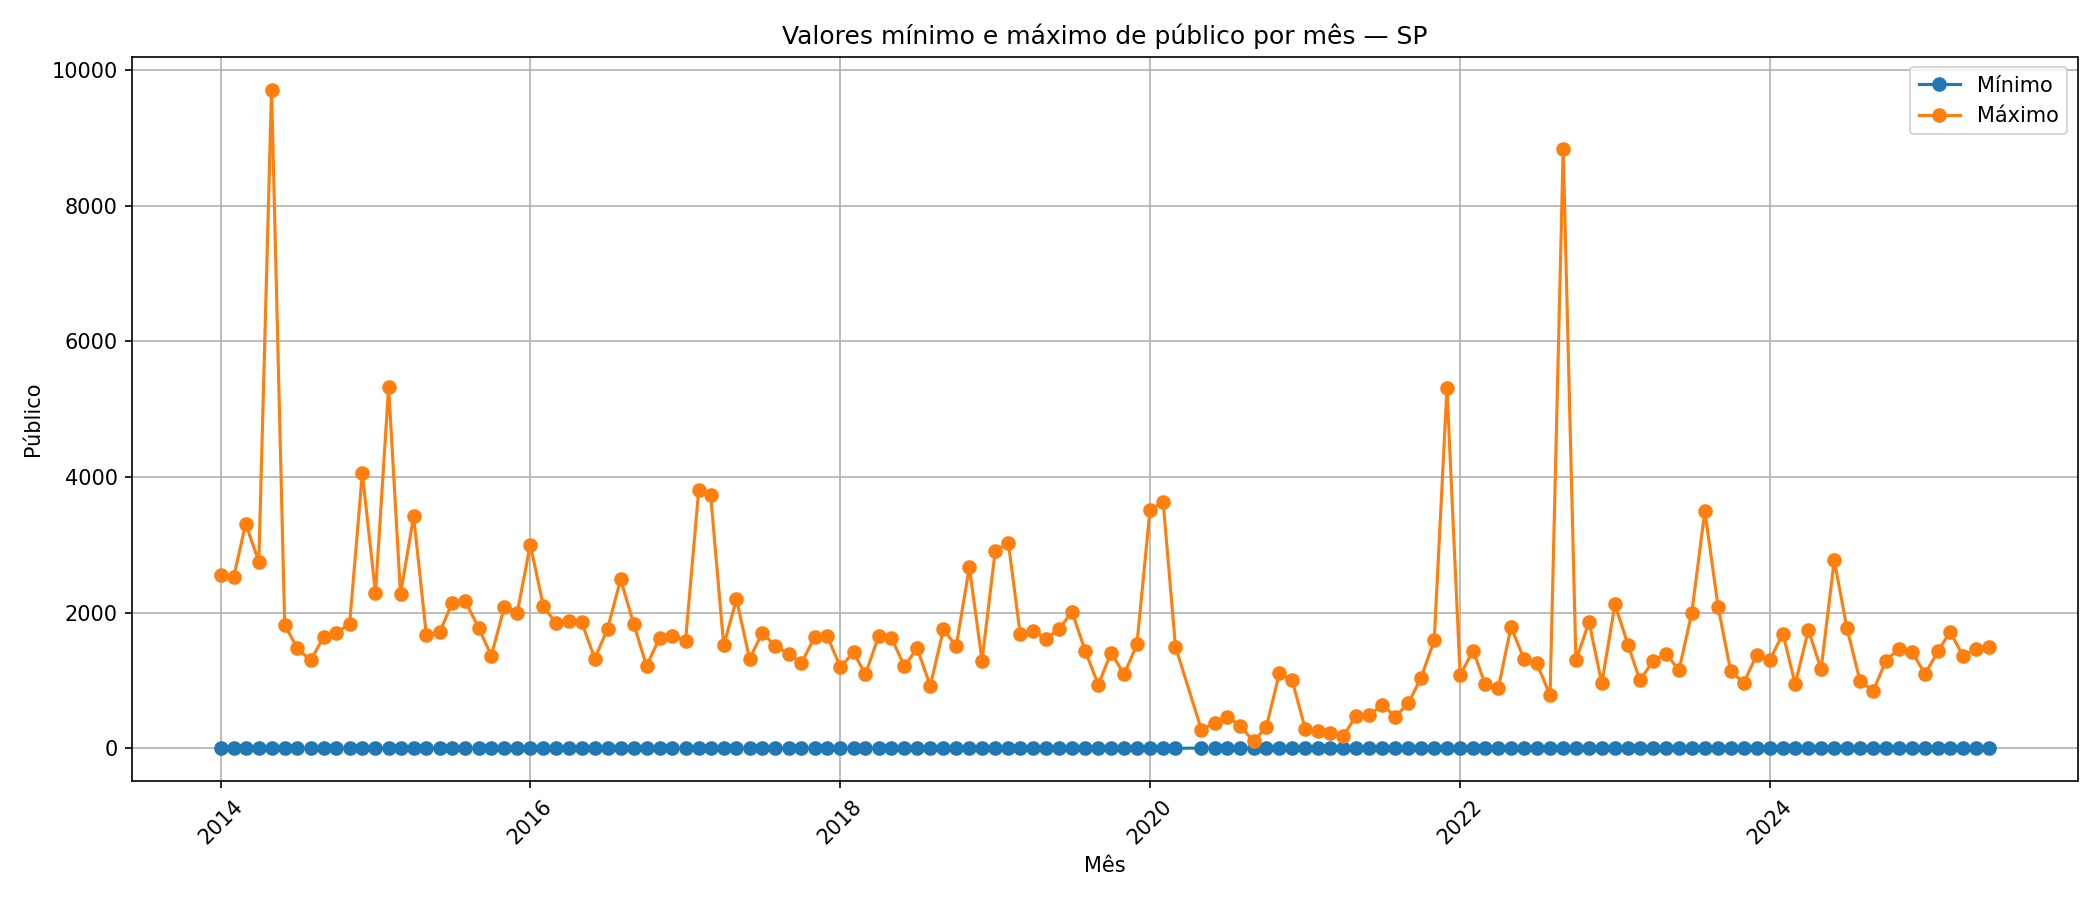 Valores mínimo e máximo de público por mês — SP
Mínimo
Máximo
Público
10000
8000
6000
4000
2000
0
2014
2016
2018
2020
2022
2024
Mês